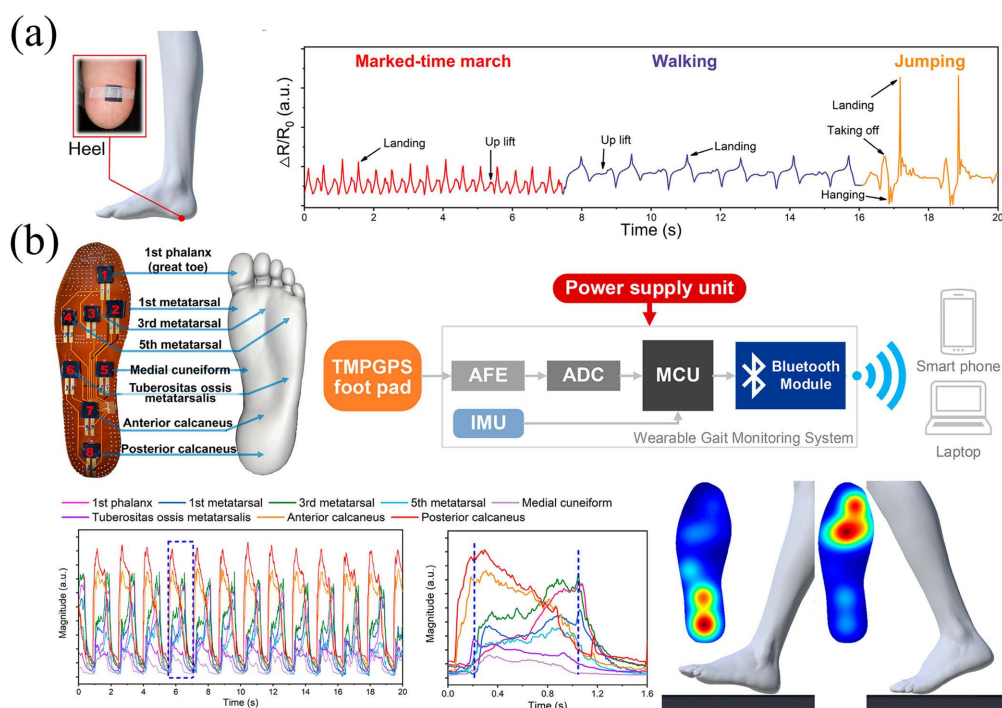 (a)
Heel
ΔR/R0 (a.u.)
Marked-time march
Walking
Jumping
Landing
Up lift
Up lift
Landing
Landing
Taking off
Hanging
0 2 4 6 8 10 12 14 16 18 20
Time (s)
(b)
1
2
3
4
5
6
7
8
1st phalanx
(great toe)
1st metatarsal
3rd metatarsal
5th metatarsal
Medial cuneiform
Tuberositas ossis
metatarsalis
Anterior calcaneus
Posterior calcaneus
Power supply unit
TMPGPS
foot pad
AFE
ADC
MCU
Bluetooth
Module
IMU
Wearable Gait Monitoring System
Smart phone
Laptop
1st phalanx 1st metatarsal 3rd metatarsal 5th metatarsal Medial cuneiform
Tuberositas ossis metatarsalis Anterior calcaneus Posterior calcaneus
Magnitude (a.u.)
0 2 4 6 8 10 12 14 16 18 20
Time (s)
Magnitude (a.u.)
0.0 0.4 0.8 1.2 1.6
Time (s)